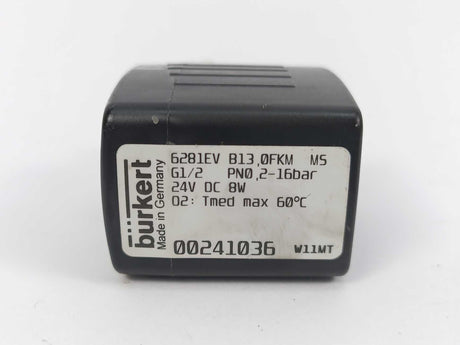 bürkert
Made in Germany
6281EV B13,0FKM MS
G1/2 PN0,2-16bar
24V DC 8W
O2: Tmed max 60°C
00241036 W11MT